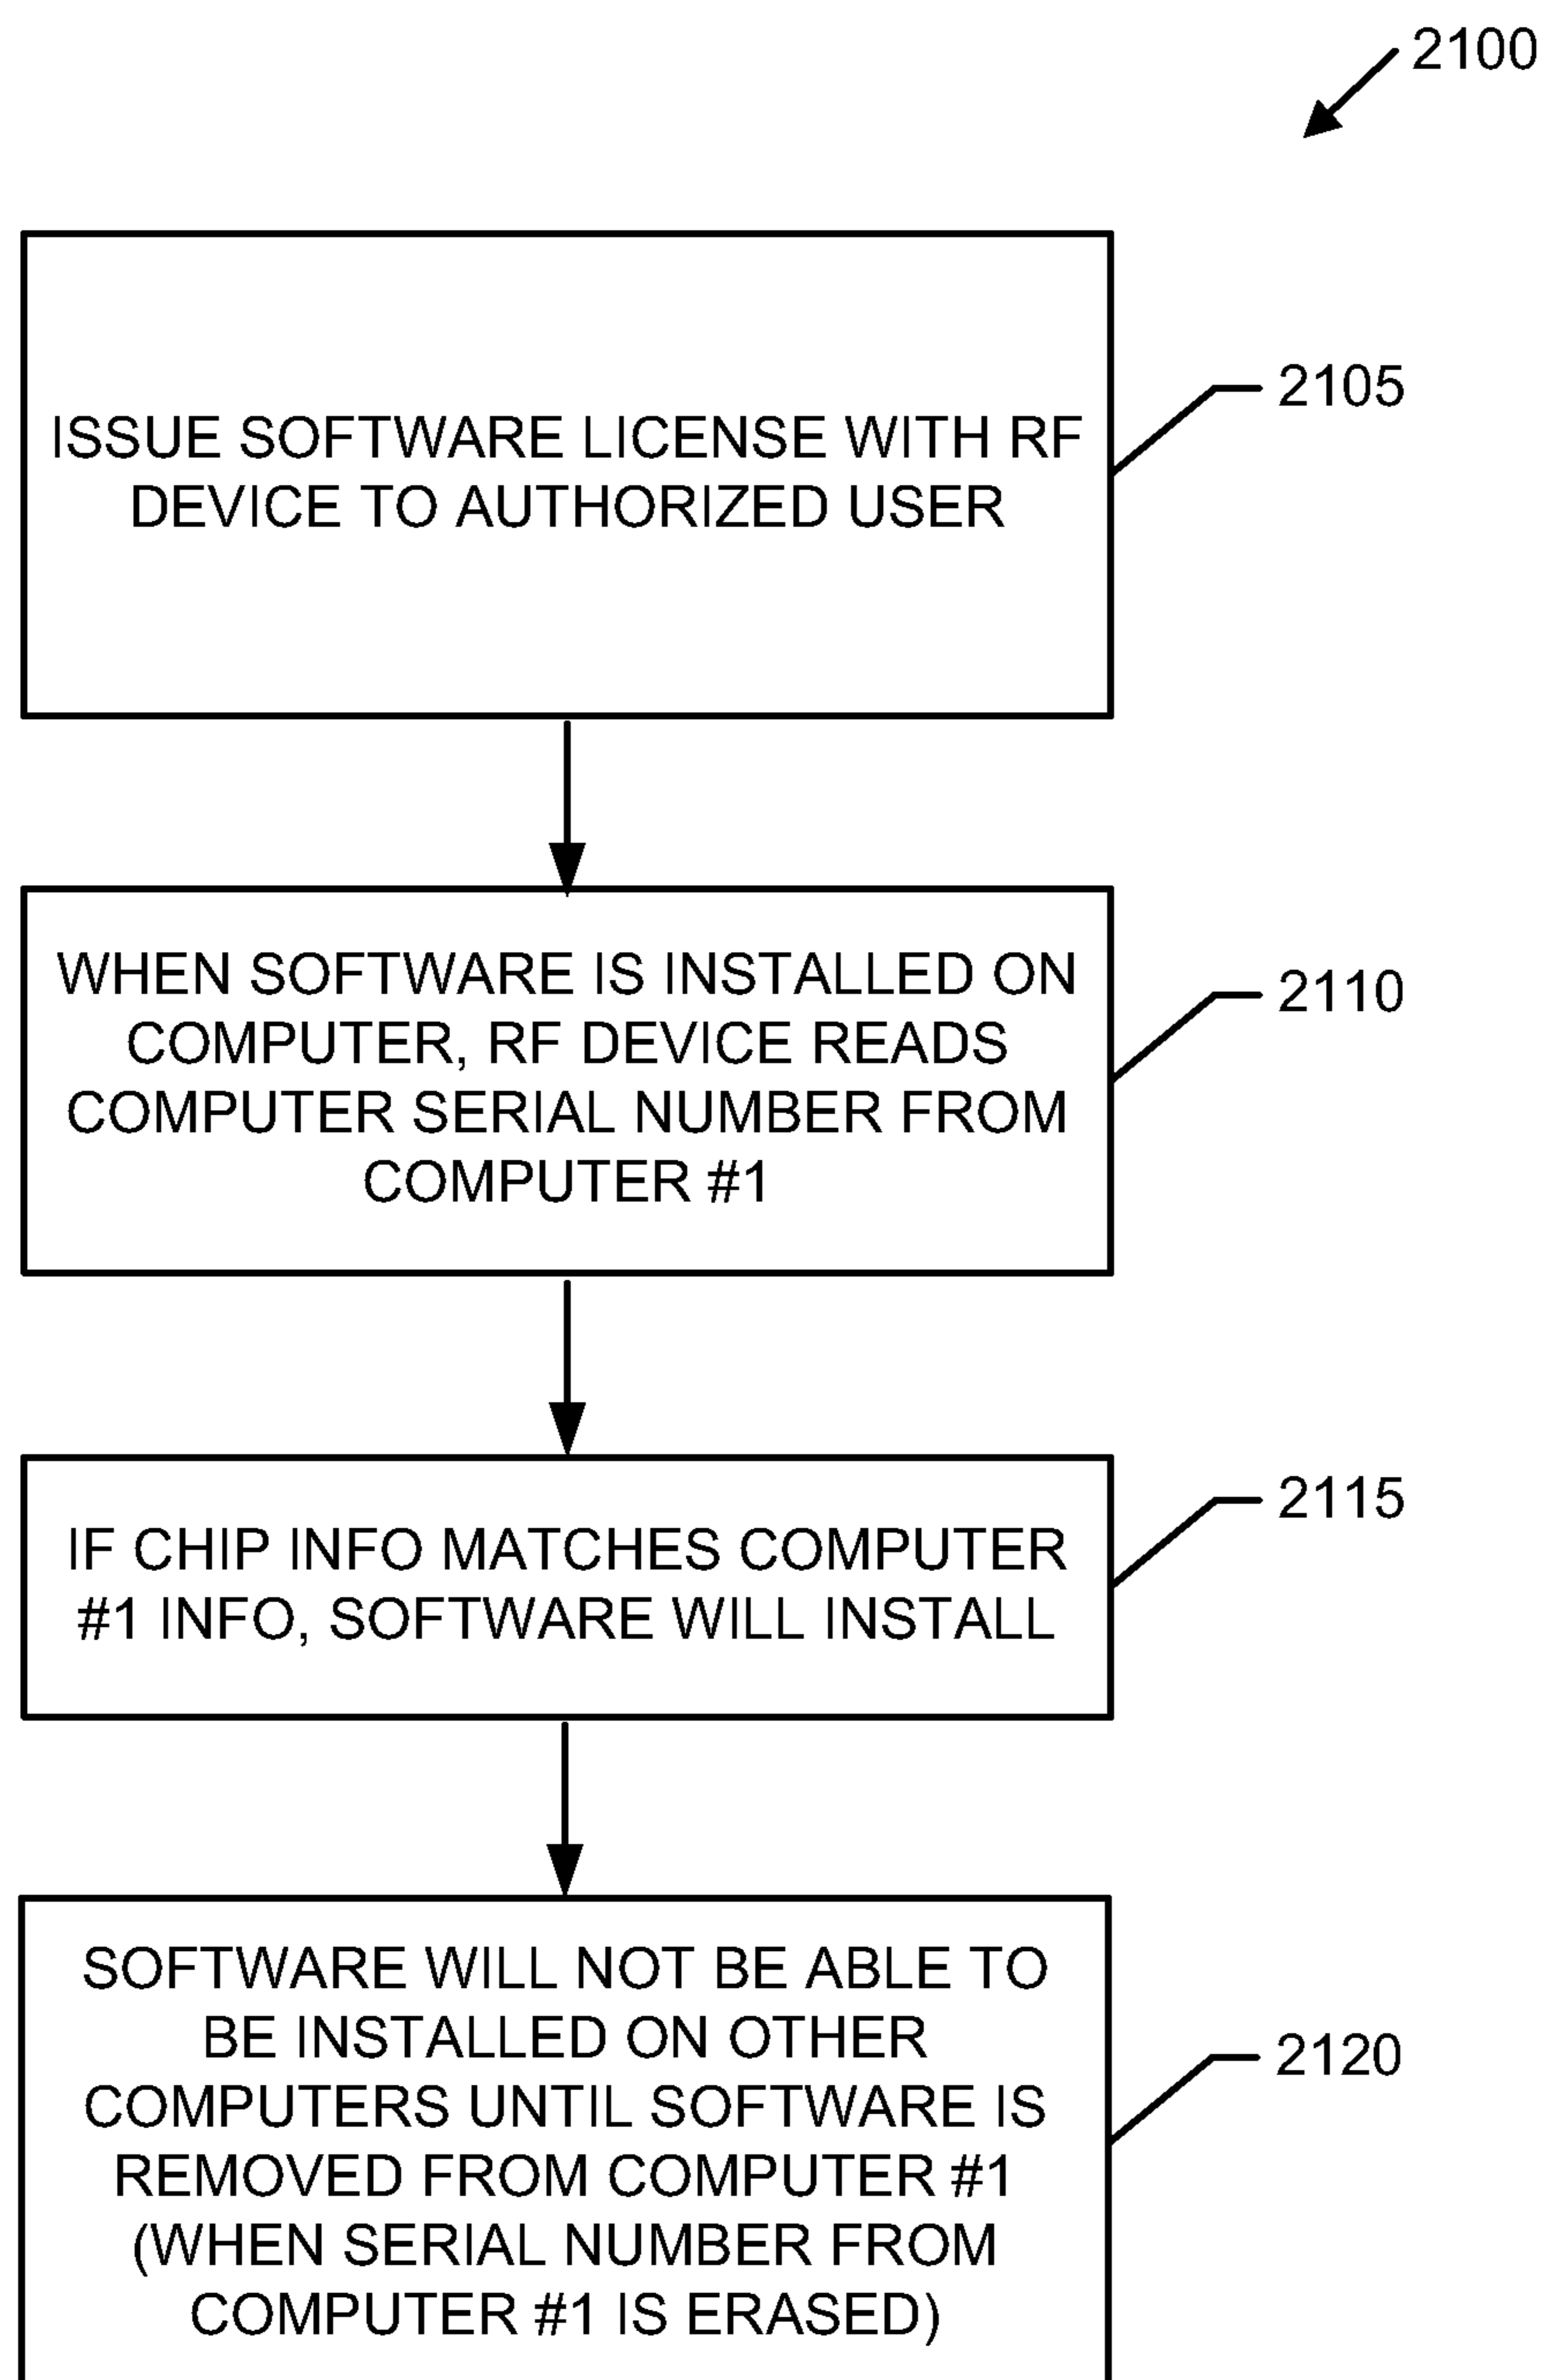 2100
ISSUE SOFTWARE LICENSE WITH RF
DEVICE TO AUTHORIZED USER
2105
WHEN SOFTWARE IS INSTALLED ON
COMPUTER, RF DEVICE READS
COMPUTER SERIAL NUMBER FROM
COMPUTER #1
2110
IF CHIP INFO MATCHES COMPUTER
#1 INFO, SOFTWARE WILL INSTALL
2115
SOFTWARE WILL NOT BE ABLE TO
BE INSTALLED ON OTHER
COMPUTERS UNTIL SOFTWARE IS
REMOVED FROM COMPUTER #1
(WHEN SERIAL NUMBER FROM
COMPUTER #1 IS ERASED)
2120